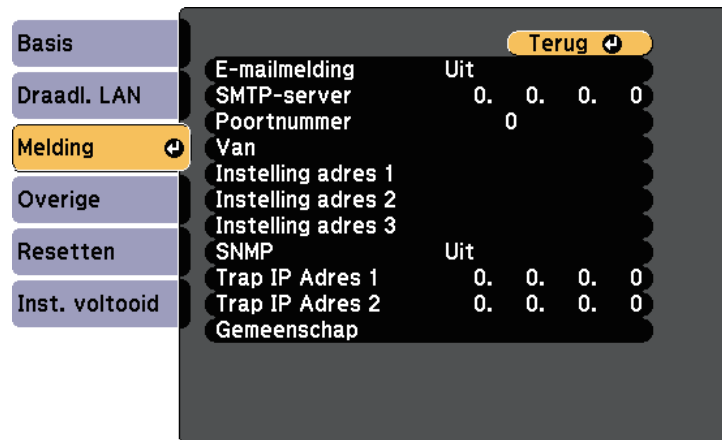 Basis
Draadl. LAN
Melding
Overige
Resetten
Inst. voltooid
Terug
E-mailmelding Uit
SMTP-server 0. 0. 0. 0
Poortnummer 0
Van
Instelling adres 1
Instelling adres 2
Instelling adres 3
SNMP Uit
Trap IP Adres 1 0. 0. 0. 0
Trap IP Adres 2 0. 0. 0. 0
Gemeenschap